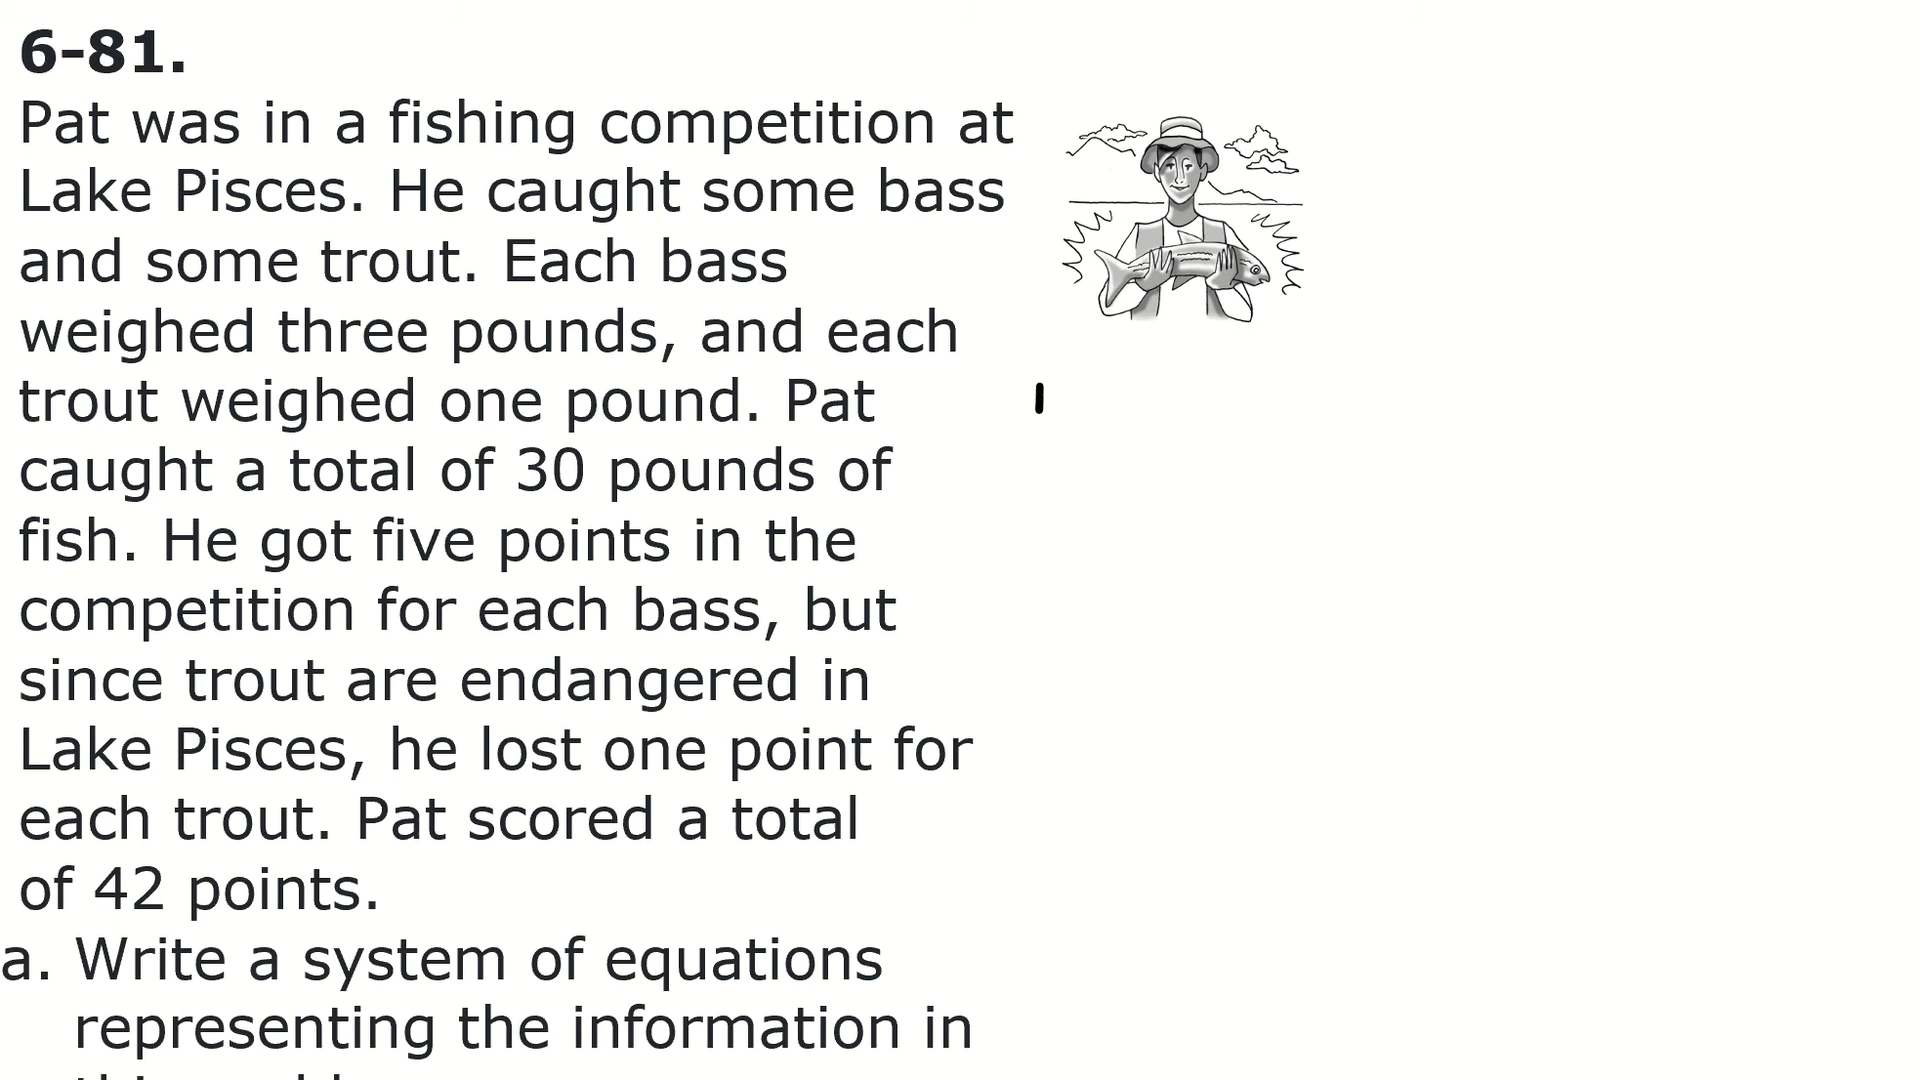 6-81.
Pat was in a fishing competition at
Lake Pisces. He caught some bass
and some trout. Each bass
weighed three pounds, and each
trout weighed one pound. Pat
caught a total of 30 pounds of
fish. He got five points in the
competition for each bass, but
since trout are endangered in
Lake Pisces, he lost one point for
each trout. Pat scored a total
of 42 points.
a. Write a system of equations
representing the information in